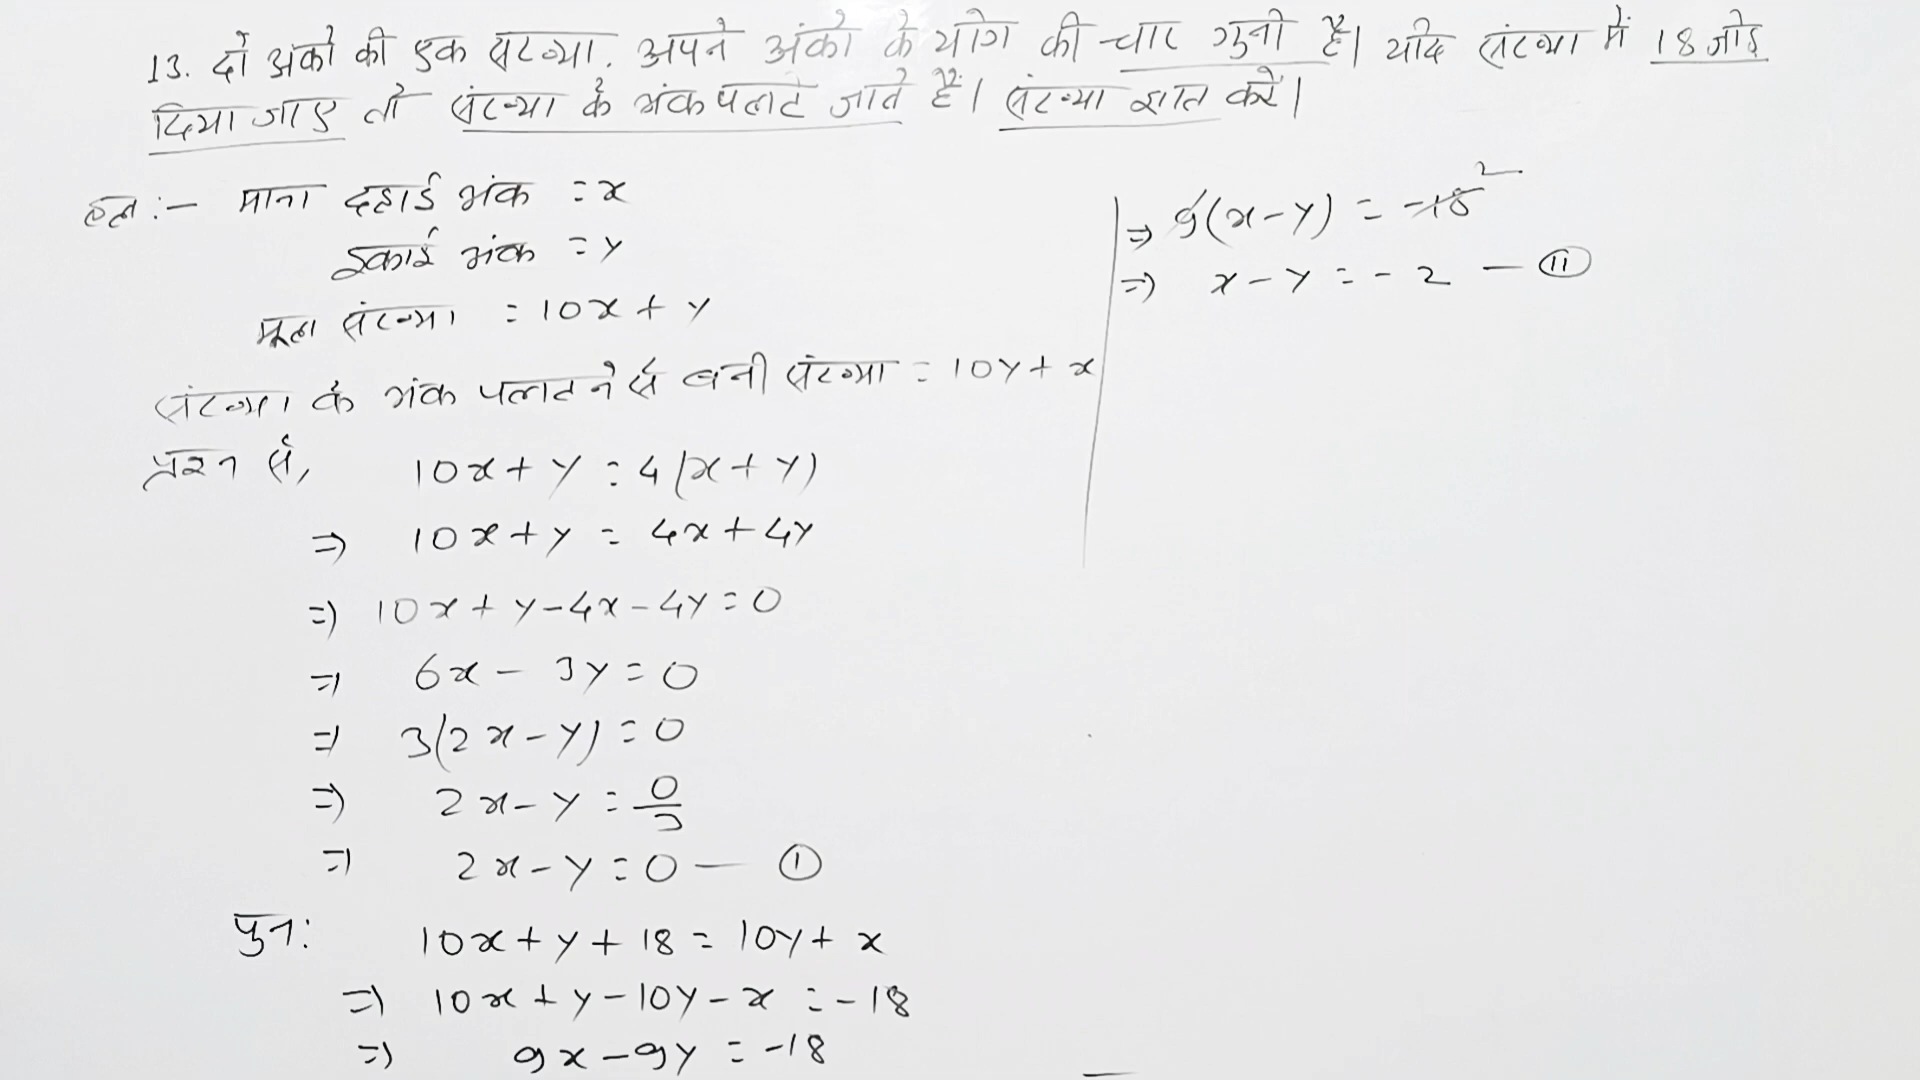 13. दो अंको की एक संख्या. अपने अंको के योग की चार गुनी है। यदि संख्या में 18 जोड़
दिया जाए तो संख्या के अंक पलट जाते हैं। संख्या ज्ञात करें।
हल :- माना दहाई अंक = x
इकाई अंक = y
मूल संख्या = 10x + y
संख्या के अंक पलटने से बनी संख्या = 10y + x
प्रश्न से, 10x + y = 4(x + y)
⇒ 10x + y = 4x + 4y
⇒ 10x + y - 4x - 4y = 0
⇒ 6x - 3y = 0
⇒ 3(2x - y) = 0
⇒ 2x - y = 0/3
⇒ 2x - y = 0 — ①
पुन: 10x + y + 18 = 10y + x
⇒ 10x + y - 10y - x = -18
⇒ 9x - 9y = -18
⇒ 9(x - y) = -18 2
⇒ x - y = -2 — ⑪